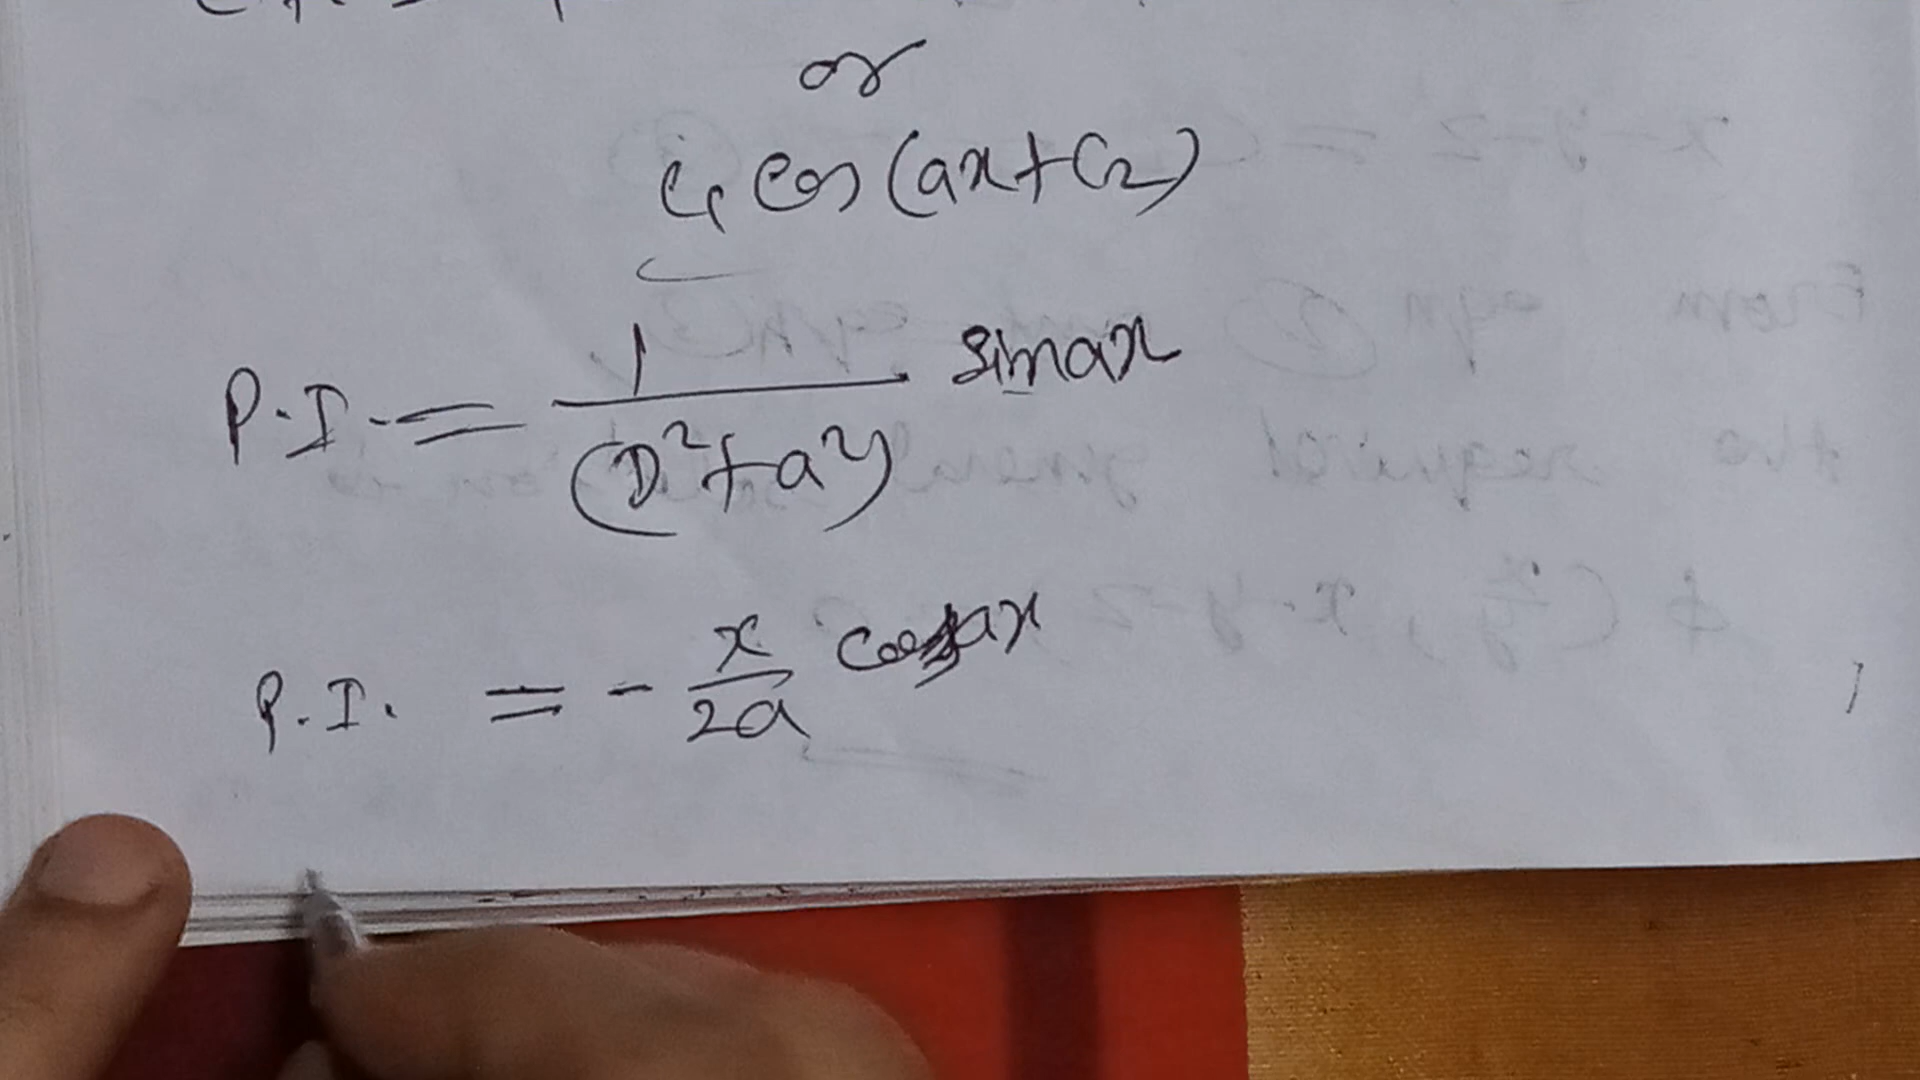 or
C₁ cos (ax+C₂)
P.I. = 1/(D²+a²) sin ax
P.I. = - x/2a cos ax